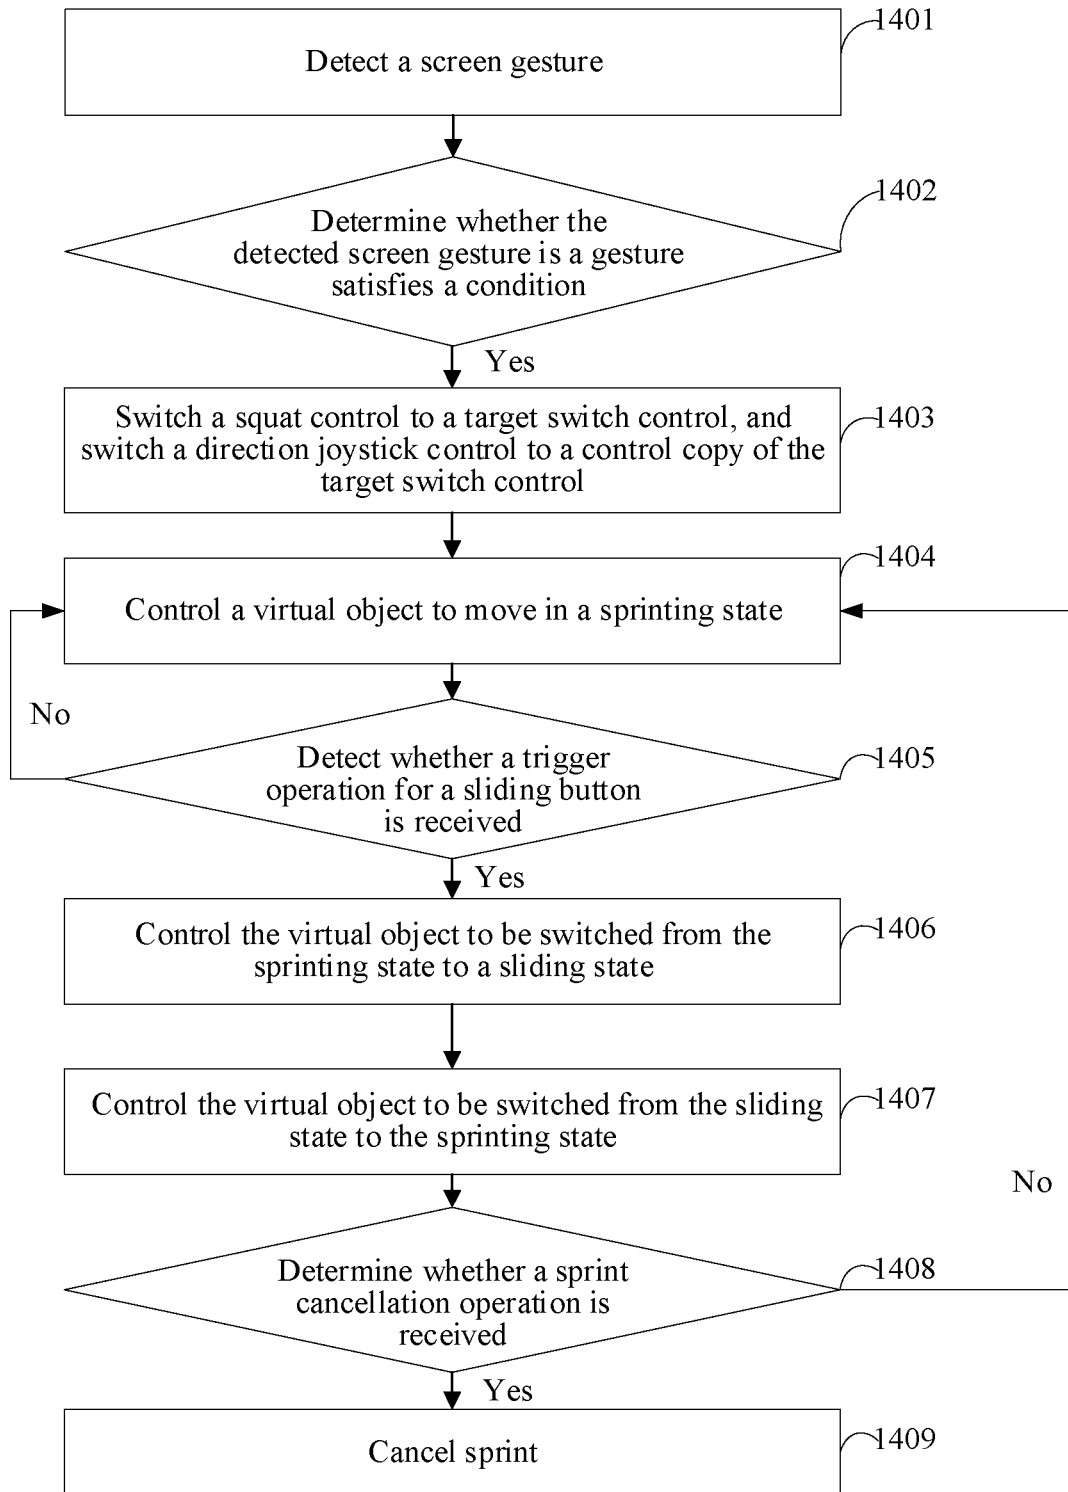 Detect a screen gesture
1401
Determine whether the
detected screen gesture is a gesture
satisfies a condition
1402
Yes
Switch a squat control to a target switch control, and
switch a direction joystick control to a control copy of the
target switch control
1403
Control a virtual object to move in a sprinting state
1404
No
Detect whether a trigger
operation for a sliding button
is received
1405
Yes
Control the virtual object to be switched from the
sprinting state to a sliding state
1406
Control the virtual object to be switched from the sliding
state to the sprinting state
1407
No
Determine whether a sprint
cancellation operation is
received
1408
Yes
Cancel sprint
1409